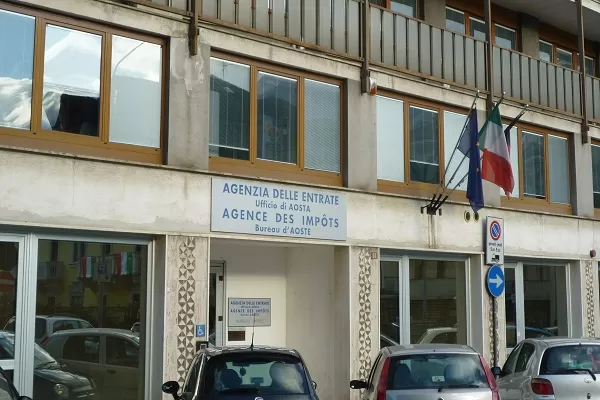 AGENZIA DELLE ENTRATE
Ufficio di AOSTA
AGENCE DES IMPÔTS
Bureau d'AOSTE
AGENZIA DELLE ENTRATE
AGENCE DES IMPÔTS